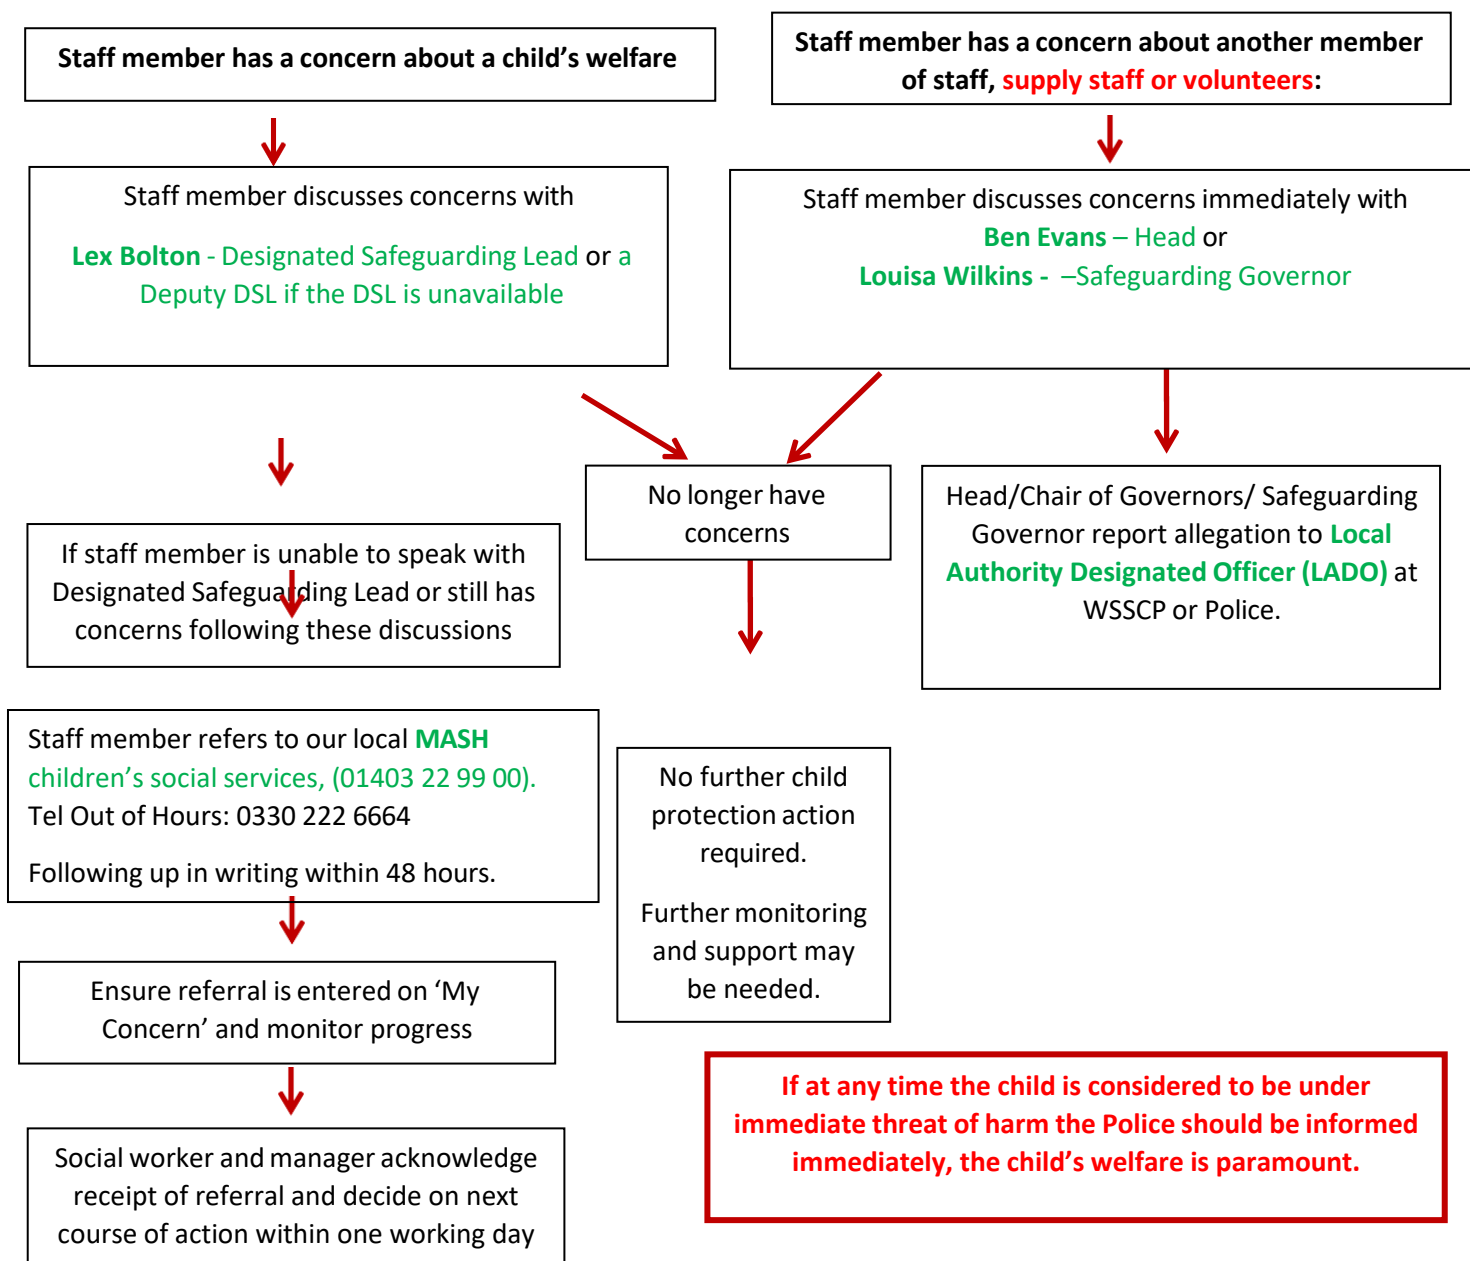 Staff member has a concern about a child’s welfare
Staff member has a concern about another member
of staff, supply staff or volunteers:
Staff member discusses concerns with
Lex Bolton - Designated Safeguarding Lead or a
Deputy DSL if the DSL is unavailable
Staff member discusses concerns immediately with
Ben Evans – Head or
Louisa Wilkins - –Safeguarding Governor
No longer have
concerns
Head/Chair of Governors/ Safeguarding
Governor report allegation to Local
Authority Designated Officer (LADO) at
WSSCP or Police.
If staff member is unable to speak with
Designated Safeguarding Lead or still has
concerns following these discussions
Staff member refers to our local MASH
children’s social services, (01403 22 99 00).
Tel Out of Hours: 0330 222 6664
Following up in writing within 48 hours.
No further child
protection action
required.
Further monitoring
and support may
be needed.
Ensure referral is entered on ‘My
Concern’ and monitor progress
If at any time the child is considered to be under
immediate threat of harm the Police should be informed
immediately, the child’s welfare is paramount.
Social worker and manager acknowledge
receipt of referral and decide on next
course of action within one working day